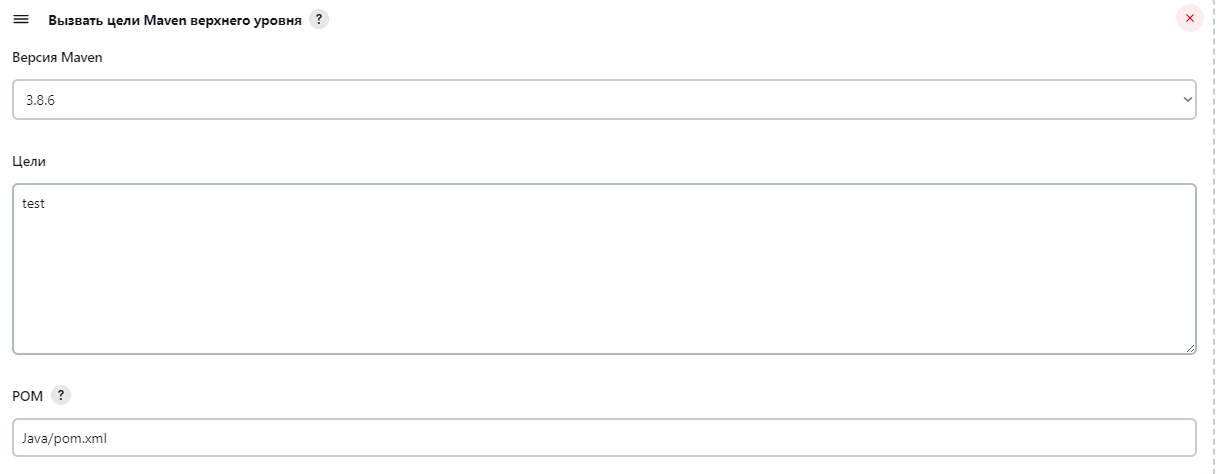 Вызвать цели Maven верхнего уровня ?
Версия Maven
3.8.6
Цели
test
POM ?
Java/pom.xml